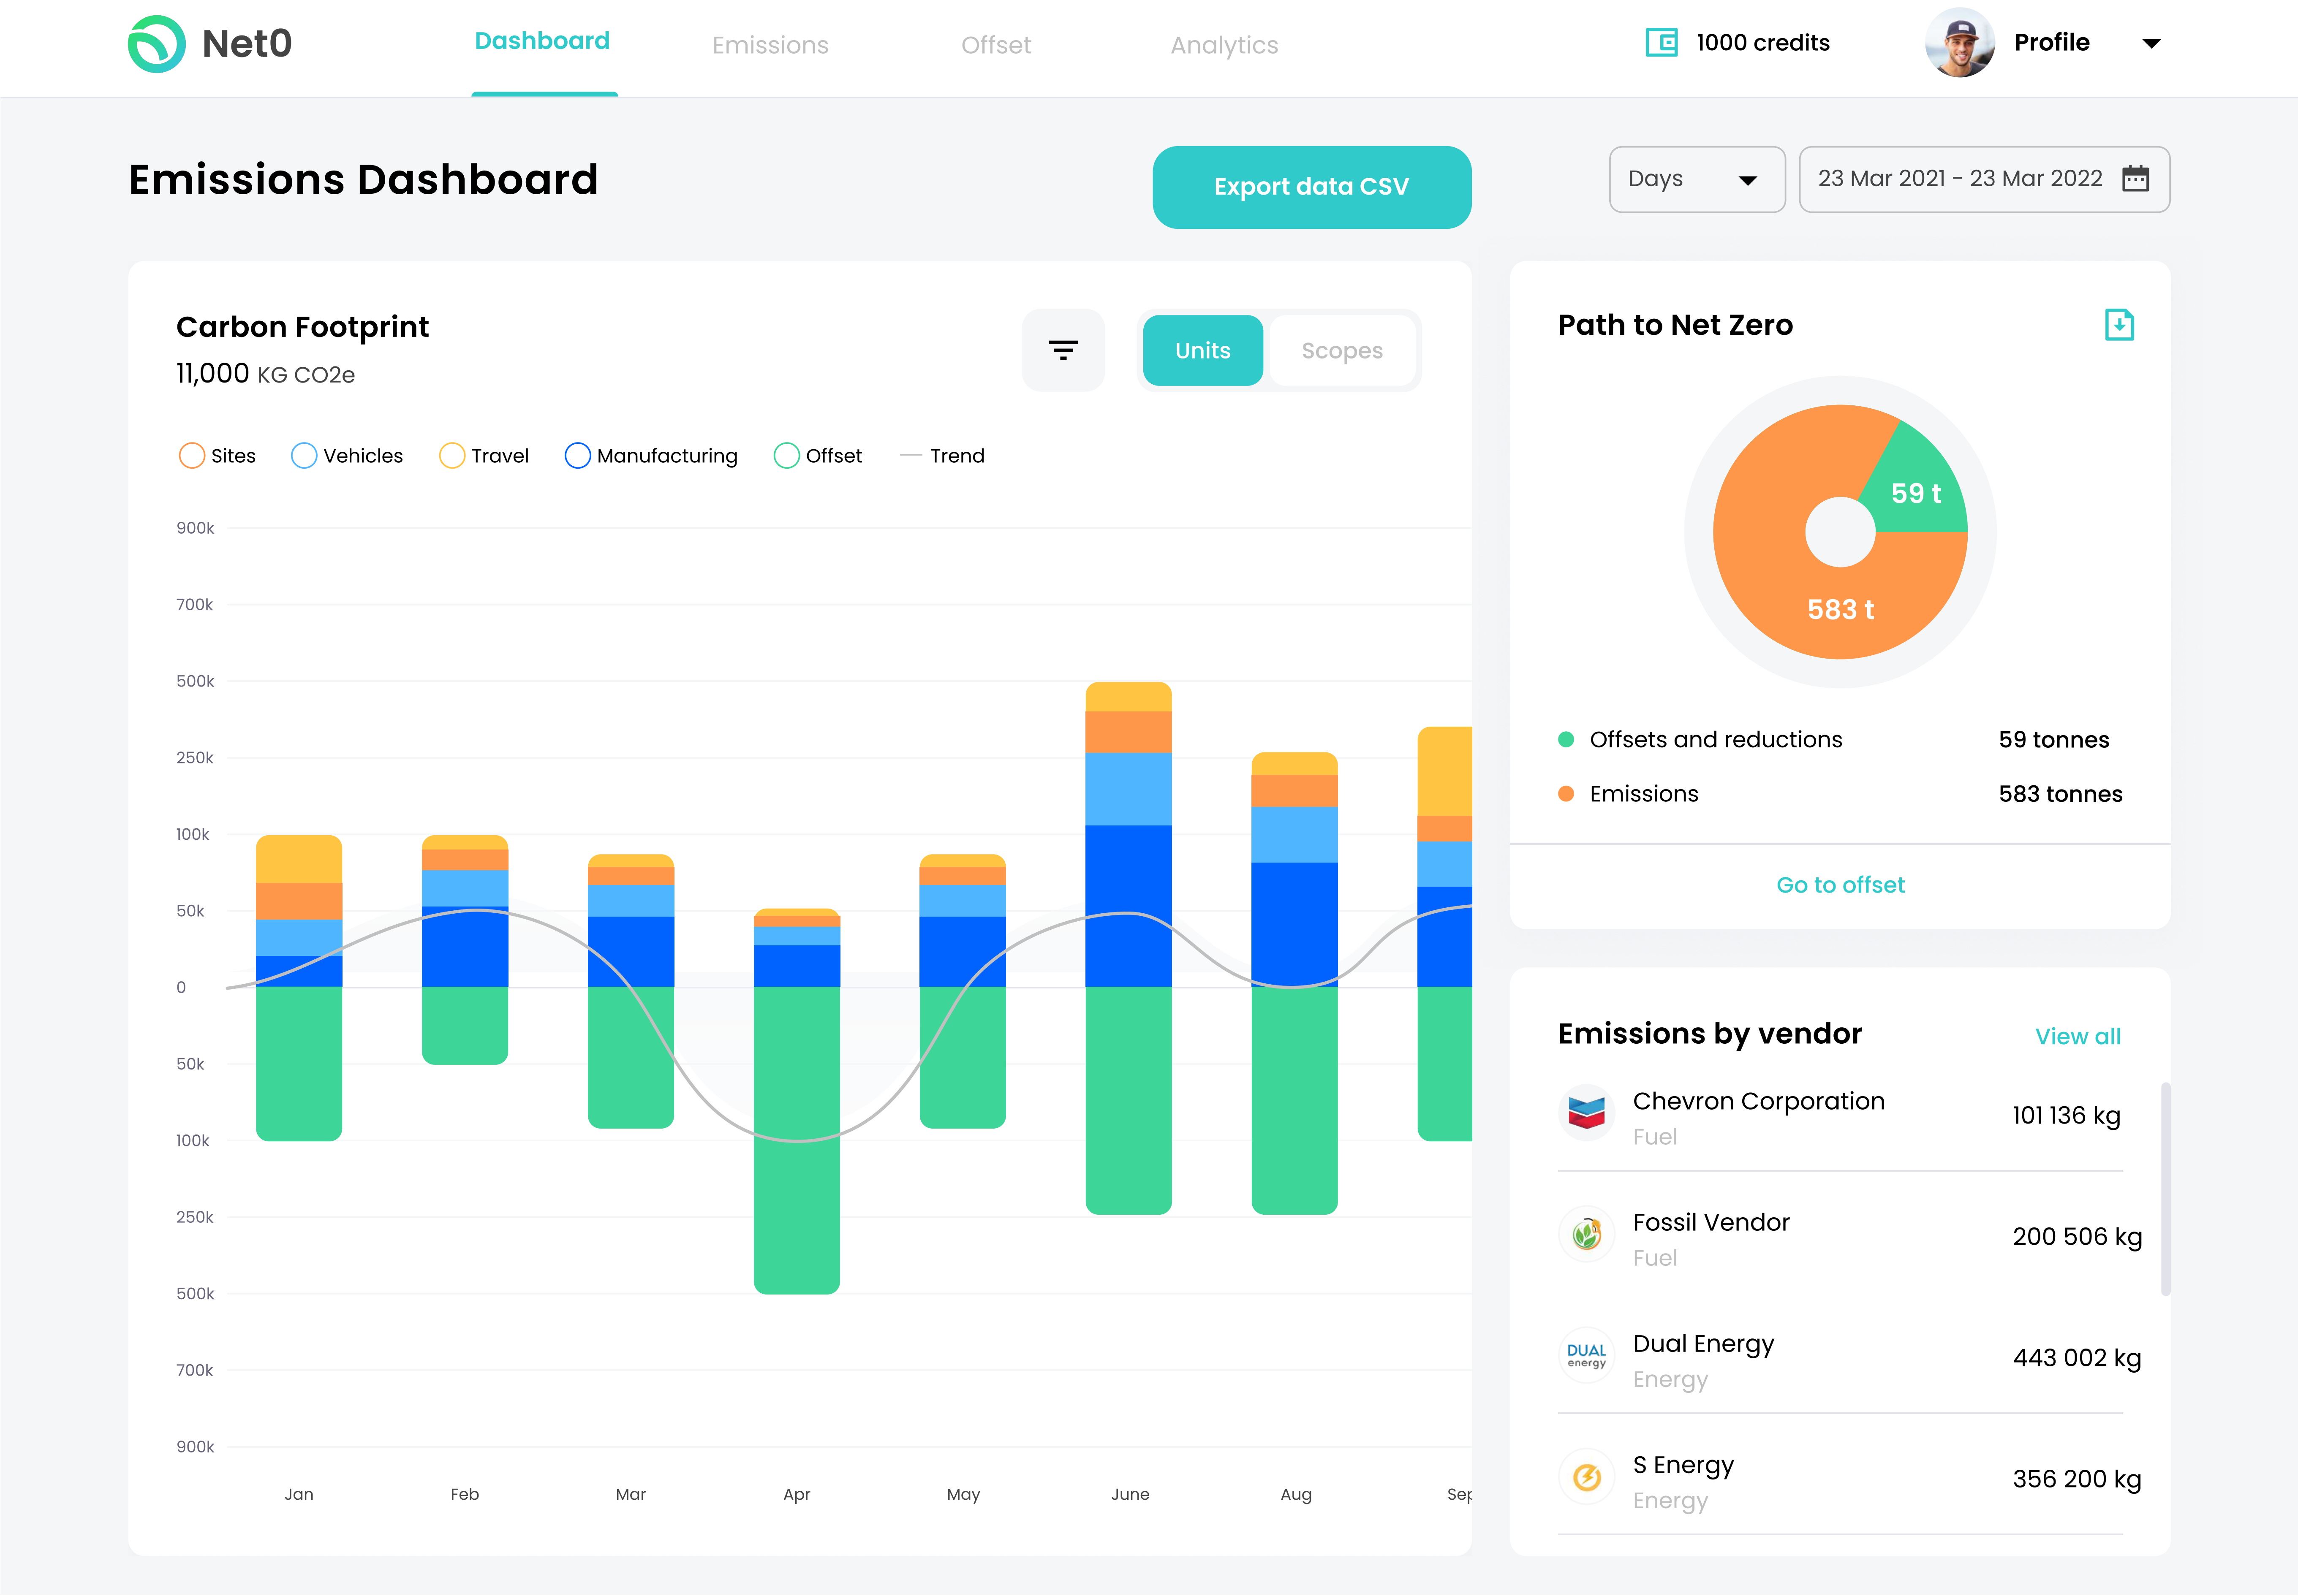 Net0
Dashboard
Emissions
Offset
Analytics
1000 credits
Profile
Emissions Dashboard
Export data CSV
Days
23 Mar 2021 - 23 Mar 2022
Carbon Footprint
11,000 KG CO2e
Units
Scopes
Sites
Vehicles
Travel
Manufacturing
Offset
Trend
900k
700k
500k
250k
100k
50k
0
50k
100k
250k
500k
700k
900k
Jan
Feb
Mar
Apr
May
June
Aug
Sep
Path to Net Zero
59 t
583 t
Offsets and reductions
59 tonnes
Emissions
583 tonnes
Go to offset
Emissions by vendor
View all
Chevron Corporation
Fuel
101 136 kg
Fossil Vendor
Fuel
200 506 kg
DUAL
energy
Dual Energy
Energy
443 002 kg
S Energy
Energy
356 200 kg